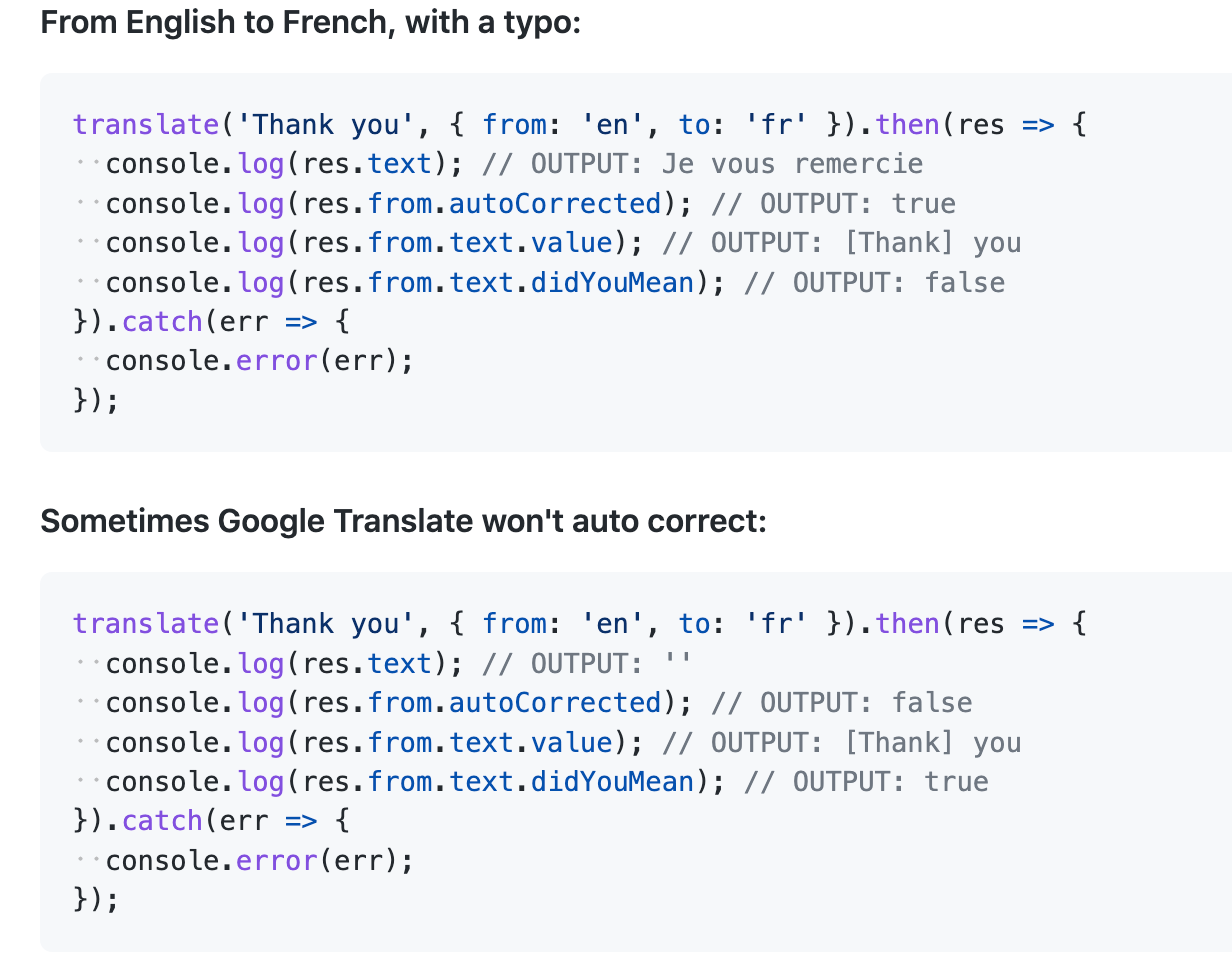 From English to French, with a typo:
translate('Thank you', { from: 'en', to: 'fr' }).then(res => {
  console.log(res.text); // OUTPUT: Je vous remercie
  console.log(res.from.autoCorrected); // OUTPUT: true
  console.log(res.from.text.value); // OUTPUT: [Thank] you
  console.log(res.from.text.didYouMean); // OUTPUT: false
}).catch(err => {
  console.error(err);
});
Sometimes Google Translate won't auto correct:
translate('Thank you', { from: 'en', to: 'fr' }).then(res => {
  console.log(res.text); // OUTPUT: ''
  console.log(res.from.autoCorrected); // OUTPUT: false
  console.log(res.from.text.value); // OUTPUT: [Thank] you
  console.log(res.from.text.didYouMean); // OUTPUT: true
}).catch(err => {
  console.error(err);
});